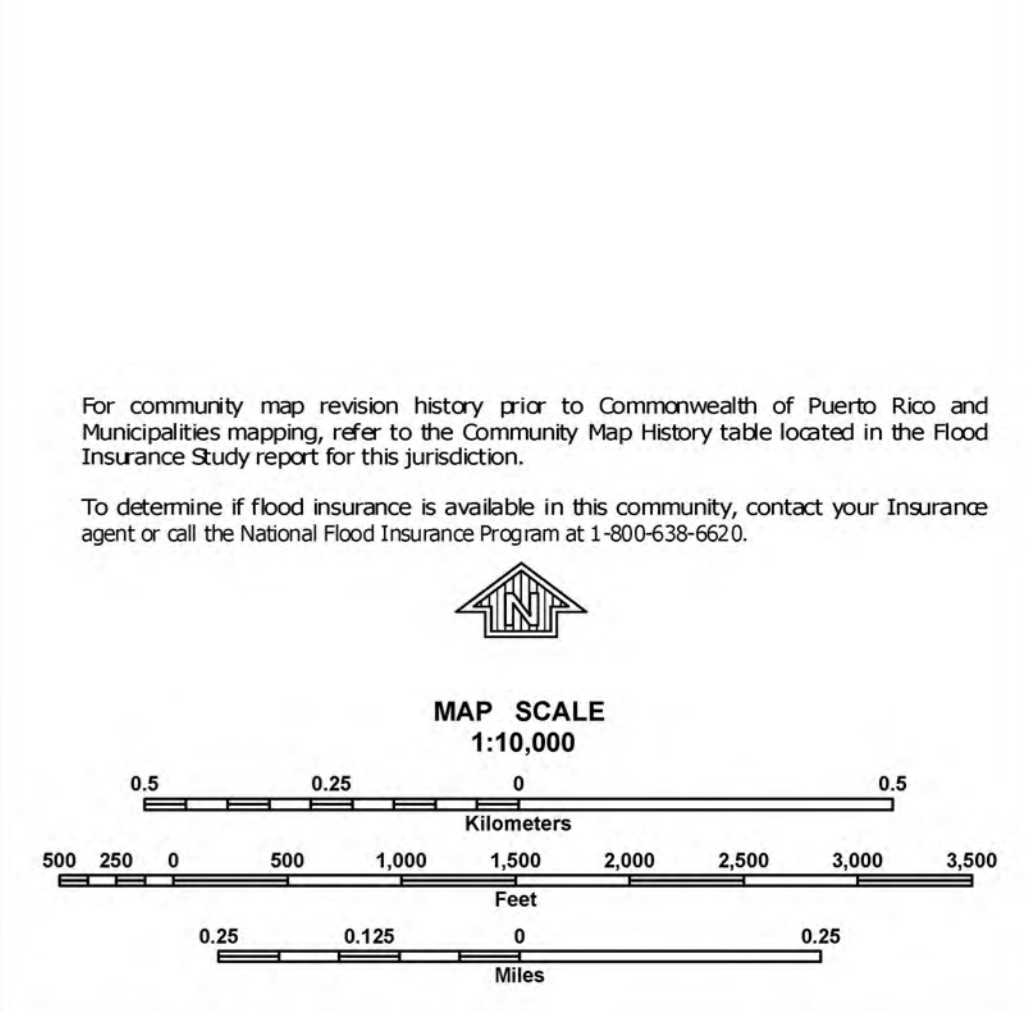 For community map revision history prior to Commonwealth of Puerto Rico and
Municipalities mapping, refer to the Community Map History table located in the Flood
Insurance Study report for this jurisdiction.
To determine if flood insurance is available in this community, contact your Insurance
agent or call the National Flood Insurance Program at 1-800-638-6620.
N
MAP SCALE
1:10,000
0.5 0.25 0 0.5
Kilometers
500 250 0 500 1,000 1,500 2,000 2,500 3,000 3,500
Feet
0.25 0.125 0 0.25
Miles